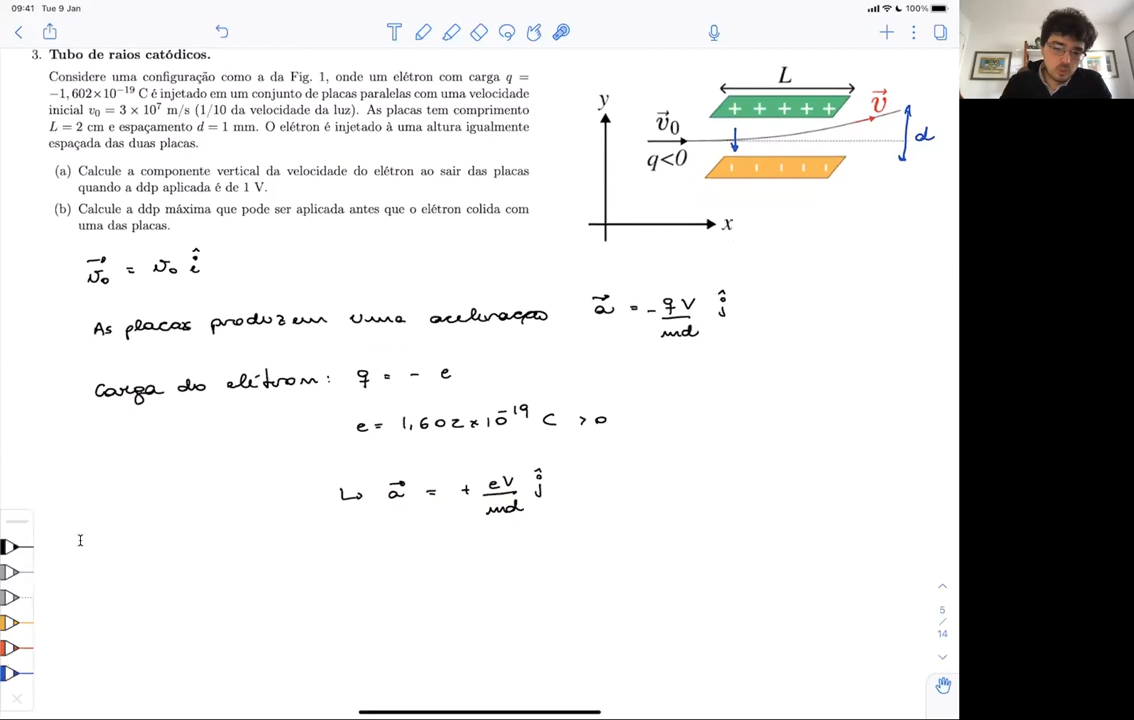 09:41 Tue 9 Jan
100%
3. Tubo de raios catódicos.
Considere uma configuração como a da Fig. 1, onde um elétron com carga q =
−1,602×10⁻¹⁹ C é injetado em um conjunto de placas paralelas com uma velocidade
inicial v₀ = 3 × 10⁷ m/s (1/10 da velocidade da luz). As placas tem comprimento
L = 2 cm e espaçamento d = 1 mm. O elétron é injetado à uma altura igualmente
espaçada das duas placas.
(a) Calcule a componente vertical da velocidade do elétron ao sair das placas
quando a ddp aplicada é de 1 V.
(b) Calcule a ddp máxima que pode ser aplicada antes que o elétron colida com
uma das placas.
L
y
+ + + + +
v⃗
v⃗₀
d
q<0
x
v⃗₀ = v₀ î
As placas produzem uma aceleração a⃗ = - qV/md ĵ
Carga do elétron: q = - e
e = 1,602 × 10⁻¹⁹ C > 0
↳ a⃗ = + eV/md ĵ
5
/
14